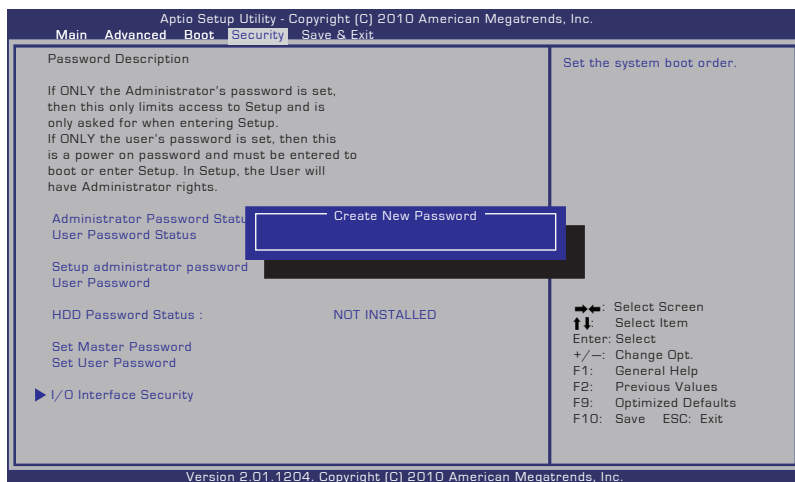 Aptio Setup Utility - Copyright (C) 2010 American Megatrends, Inc.
Main Advanced Boot Security Save & Exit
Password Description
If ONLY the Administrator's password is set,
then this only limits access to Setup and is
only asked for when entering Setup.
If ONLY the user's password is set, then this
is a power on password and must be entered to
boot or enter Setup. In Setup, the User will
have Administrator rights.
Administrator Password Statu
User Password Status
Create New Password
Setup administrator password
User Password
HDD Password Status : NOT INSTALLED
Set Master Password
Set User Password
I/O Interface Security
Set the system boot order.
→←: Select Screen
↑↓: Select Item
Enter: Select
+/—: Change Opt.
F1: General Help
F2: Previous Values
F9: Optimized Defaults
F10: Save ESC: Exit
Version 2.01.1204. Copyright (C) 2010 American Megatrends, Inc.